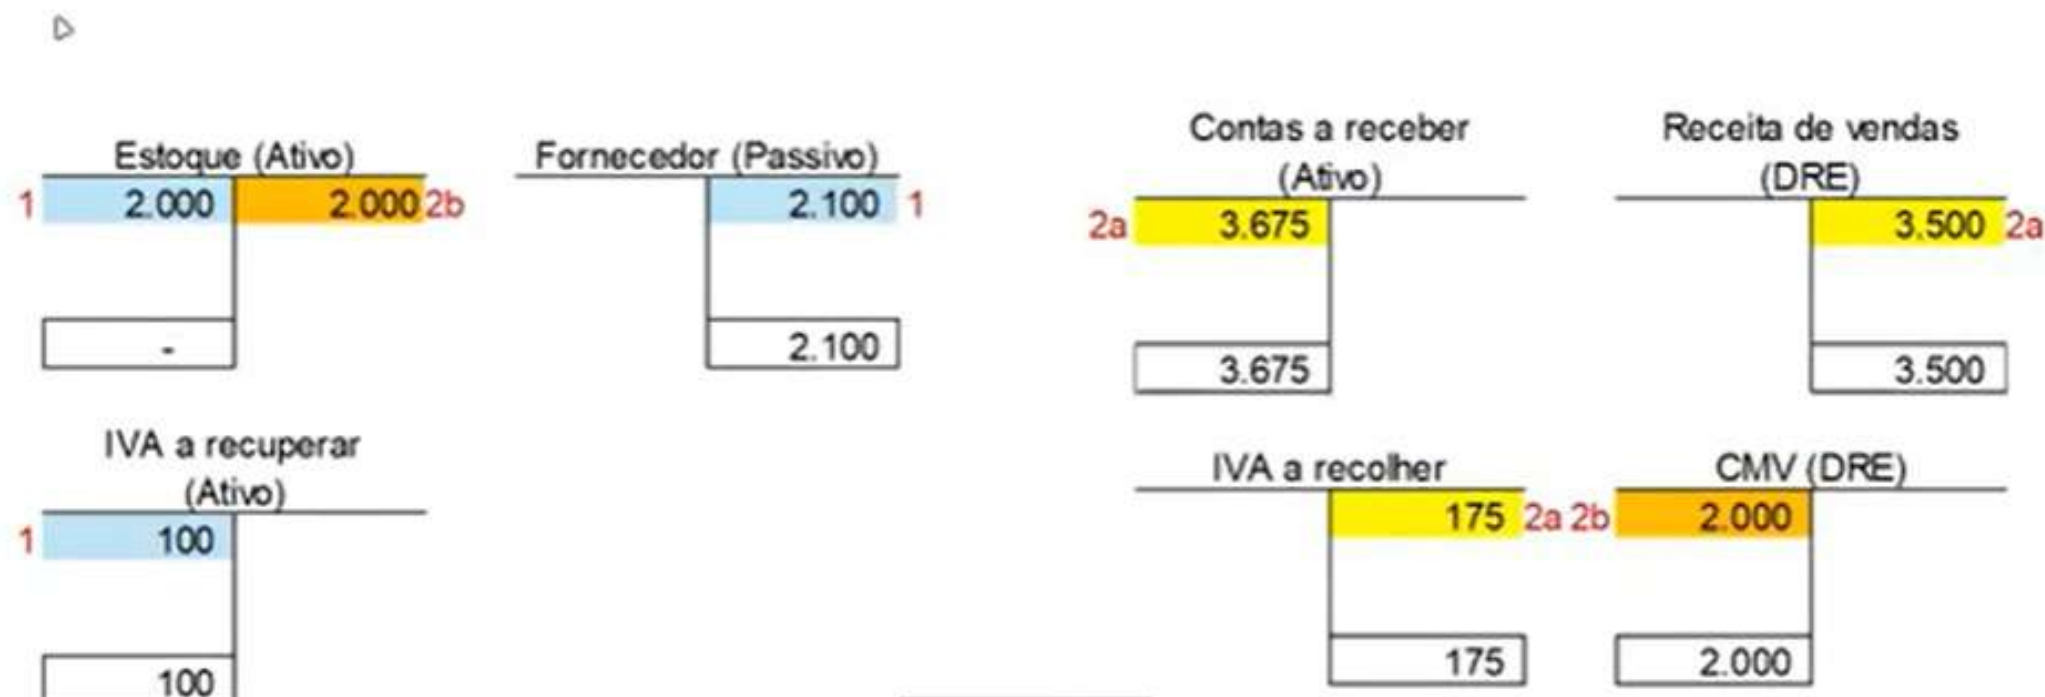 Estoque (Ativo)
1 2.000 2.000 2b
-
Fornecedor (Passivo)
2.100 1
2.100
Contas a receber
(Ativo)
2a 3.675
3.675
Receita de vendas
(DRE)
3.500 2a
3.500
IVA a recuperar
(Ativo)
1 100
100
IVA a recolher
175 2a
175
CMV (DRE)
2b 2.000
2.000